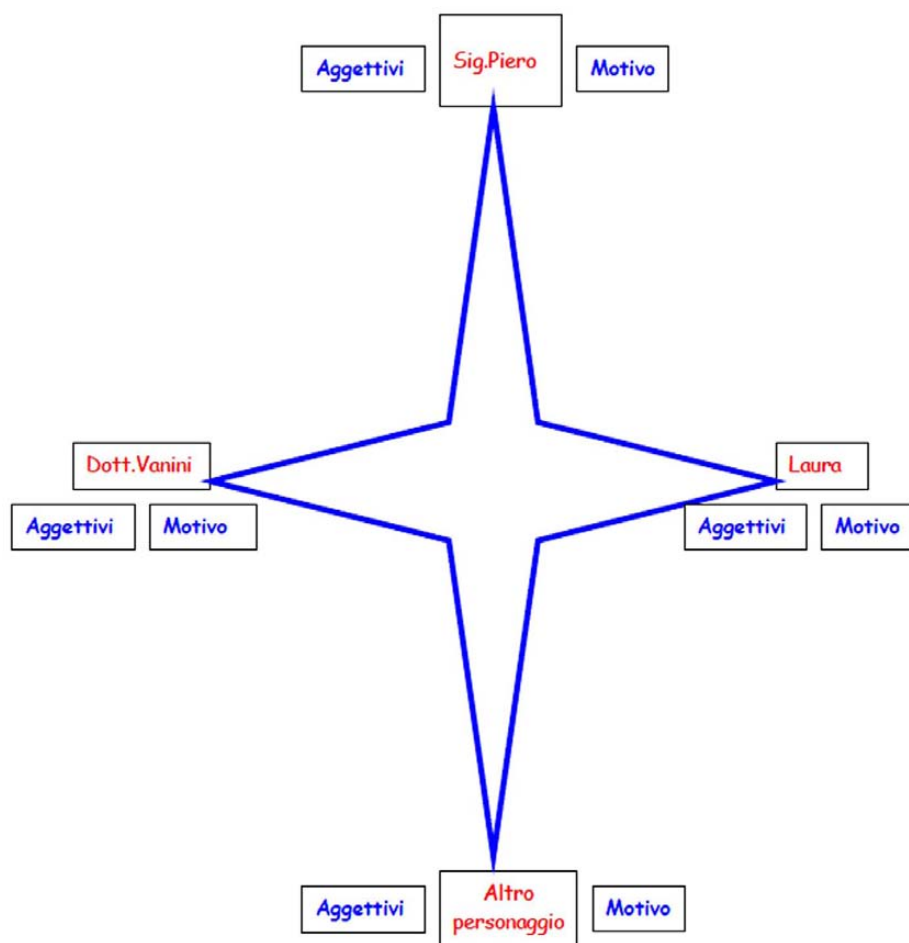 Aggettivi
Sig.Piero
Motivo
Dott.Vanini
Aggettivi
Motivo
Laura
Aggettivi
Motivo
Aggettivi
Altro
personaggio
Motivo